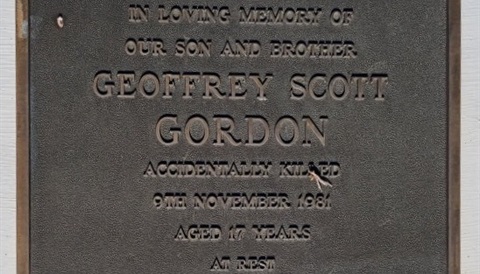 IN LOVING MEMORY OF
OUR SON AND BROTHER
GEOFFREY SCOTT
GORDON
ACCIDENTALLY KILLED
9TH NOVEMBER 1981
AGED 17 YEARS
AT REST